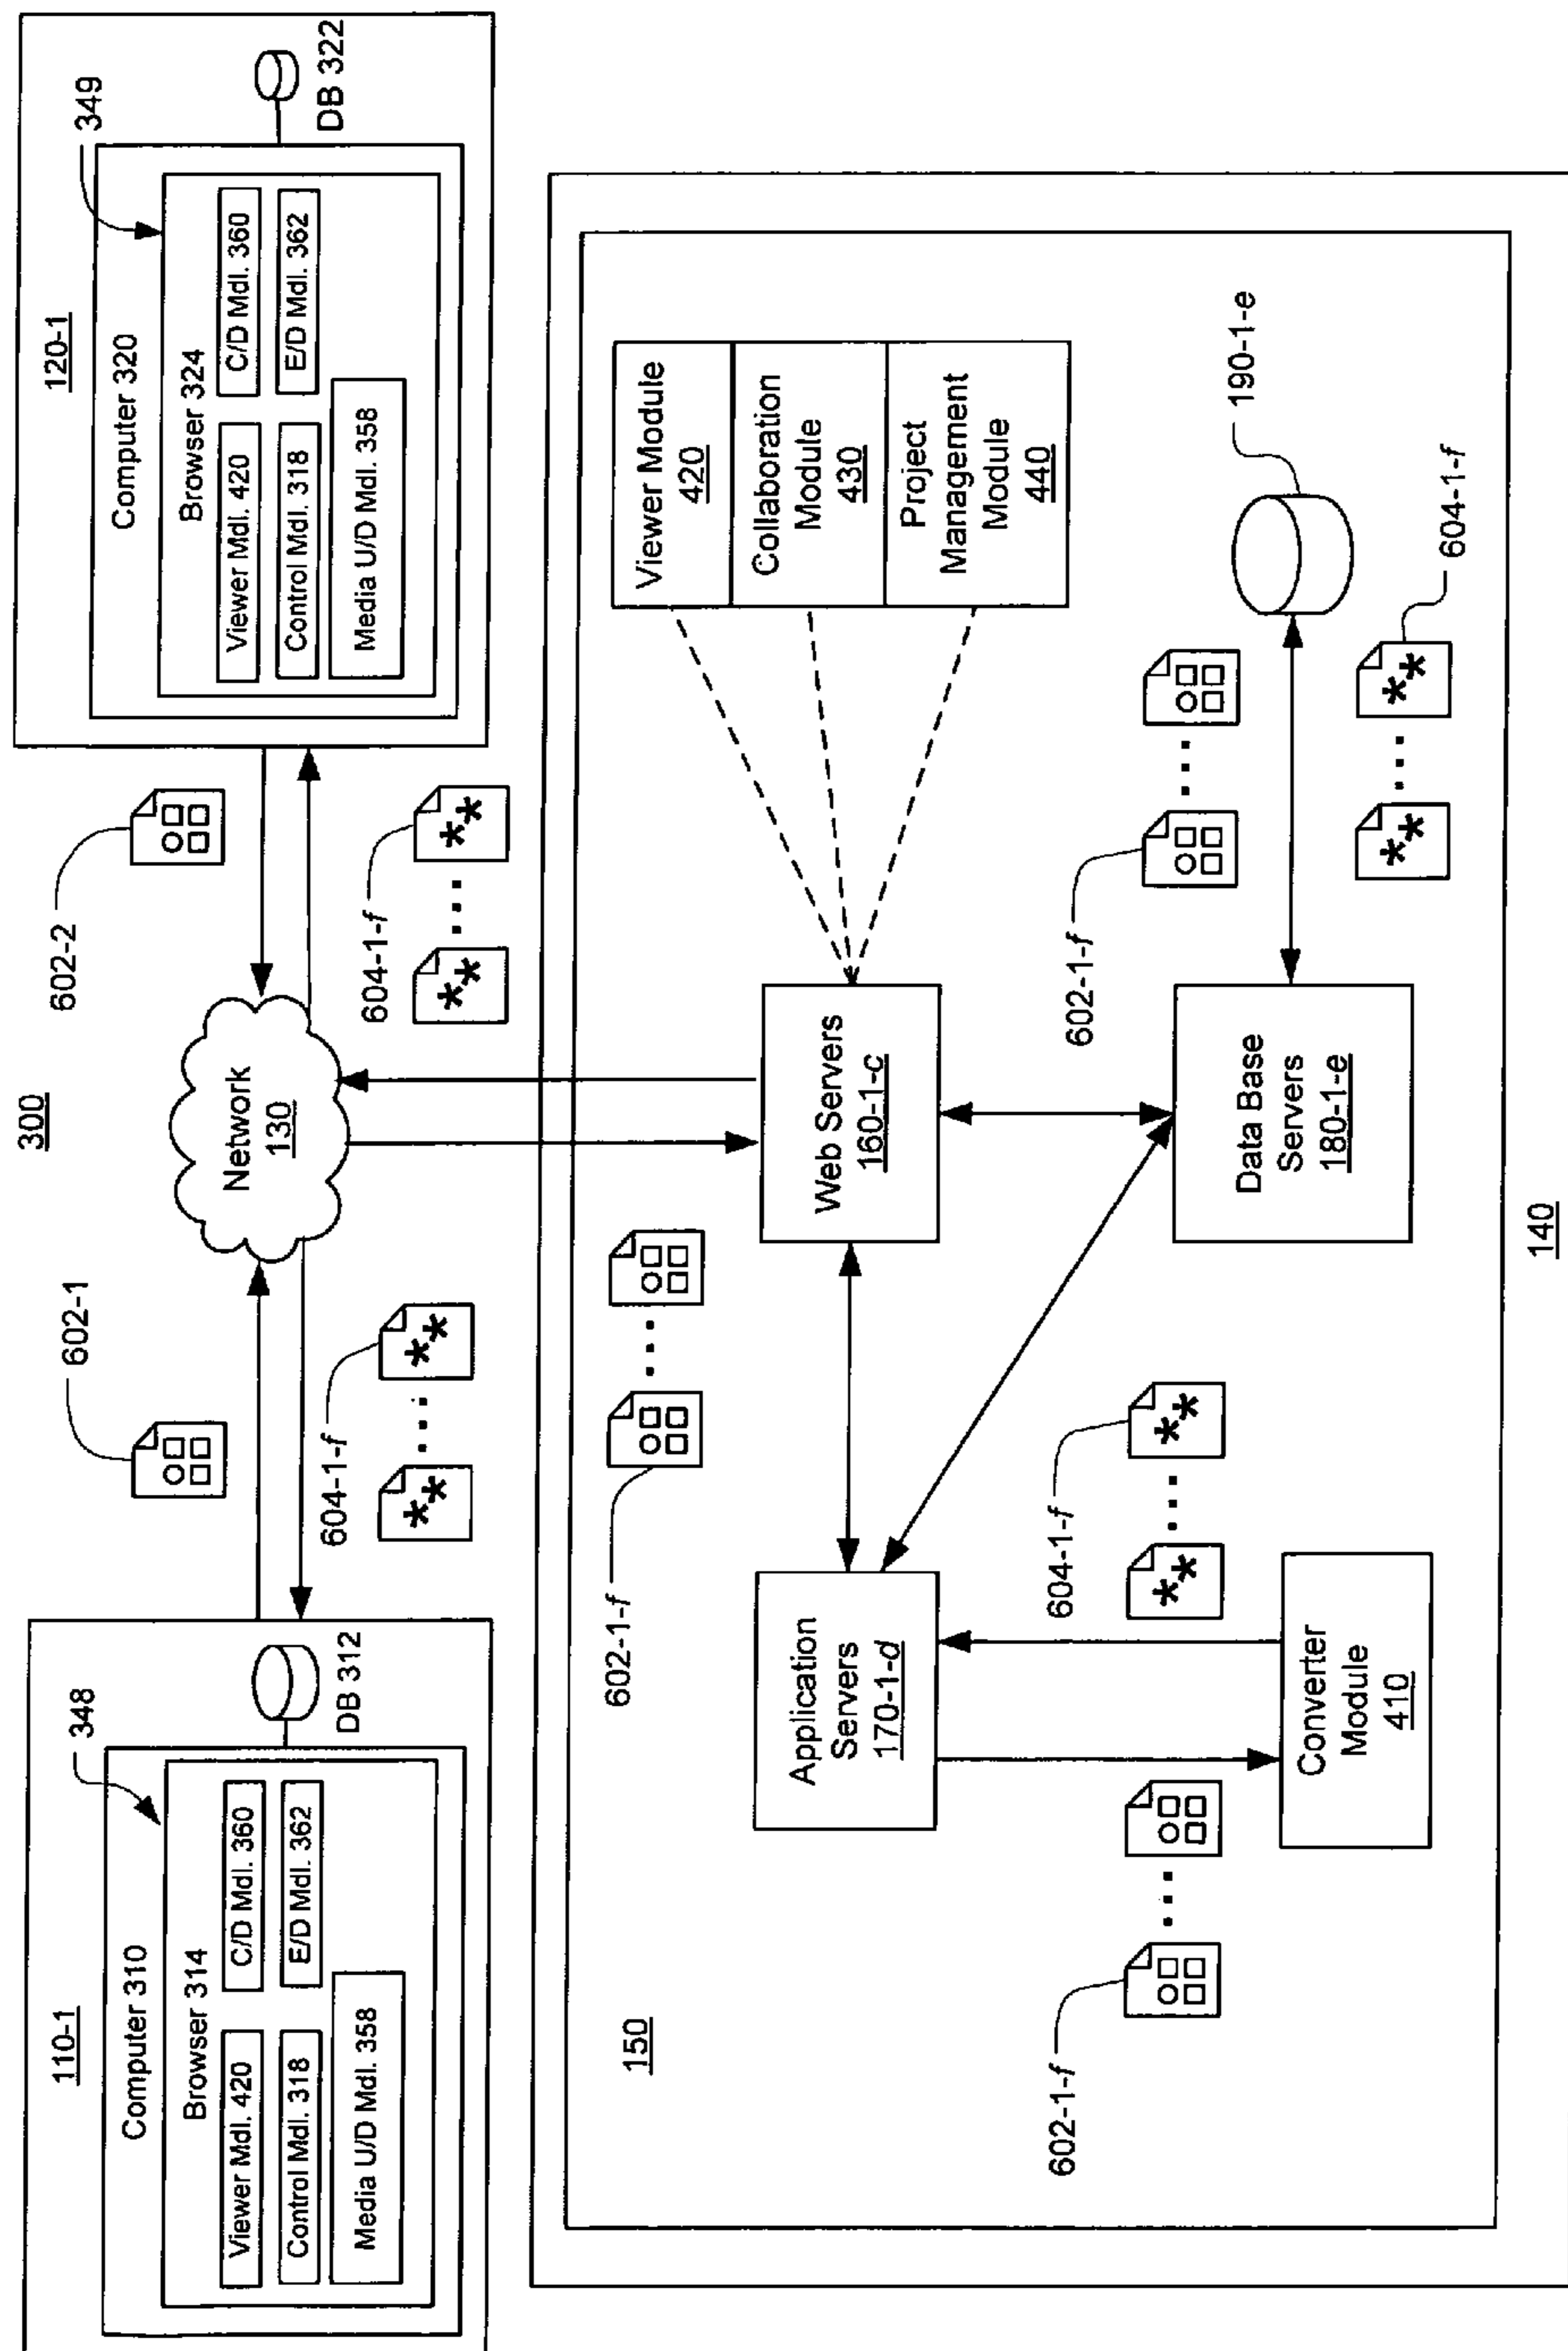 300
110-1
348
Computer 310
Browser 314
Viewer Mdl. 420
C/D Mdl. 360
Control Mdl. 318
E/D Mdl. 362
Media U/D Mdl. 358
DB 312
602-1
604-1-f
Network
130
602-2
604-1-f
120-1
349
Computer 320
Browser 324
Viewer Mdl. 420
C/D Mdl. 360
Control Mdl. 318
E/D Mdl. 362
Media U/D Mdl. 358
DB 322
150
602-1-f
Application
Servers
170-1-d
Web Servers
160-1-c
Viewer Module
420
Collaboration
Module
430
Project
Management
Module
440
602-1-f
604-1-f
** **
Converter
Module
410
Data Base
Servers
180-1-e
602-1-f
190-1-e
604-1-f
140